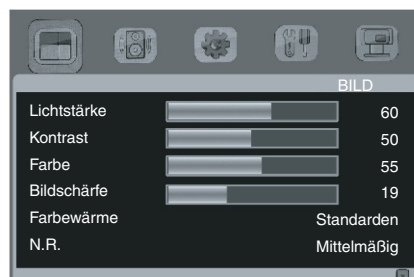 BILD
Lichtstärke 60
Kontrast 50
Farbe 55
Bildschärfe 19
Farbewärme Standarden
N.R. Mittelmäßig